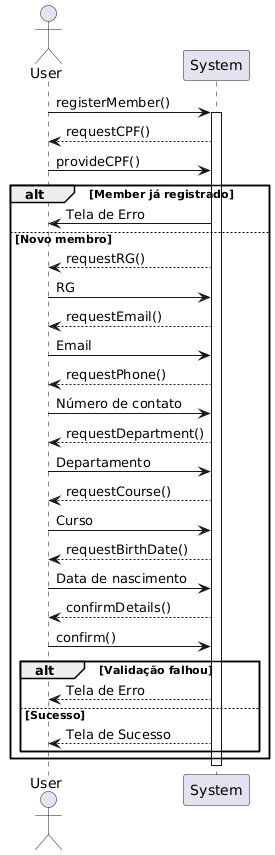 User
System
registerMember()
requestCPF()
provideCPF()
alt [Member já registrado]
Tela de Erro
[Novo membro]
requestRG()
RG
requestEmail()
Email
requestPhone()
Número de contato
requestDepartment()
Departamento
requestCourse()
Curso
requestBirthDate()
Data de nascimento
confirmDetails()
confirm()
alt [Validação falhou]
Tela de Erro
[Sucesso]
Tela de Sucesso
User
System